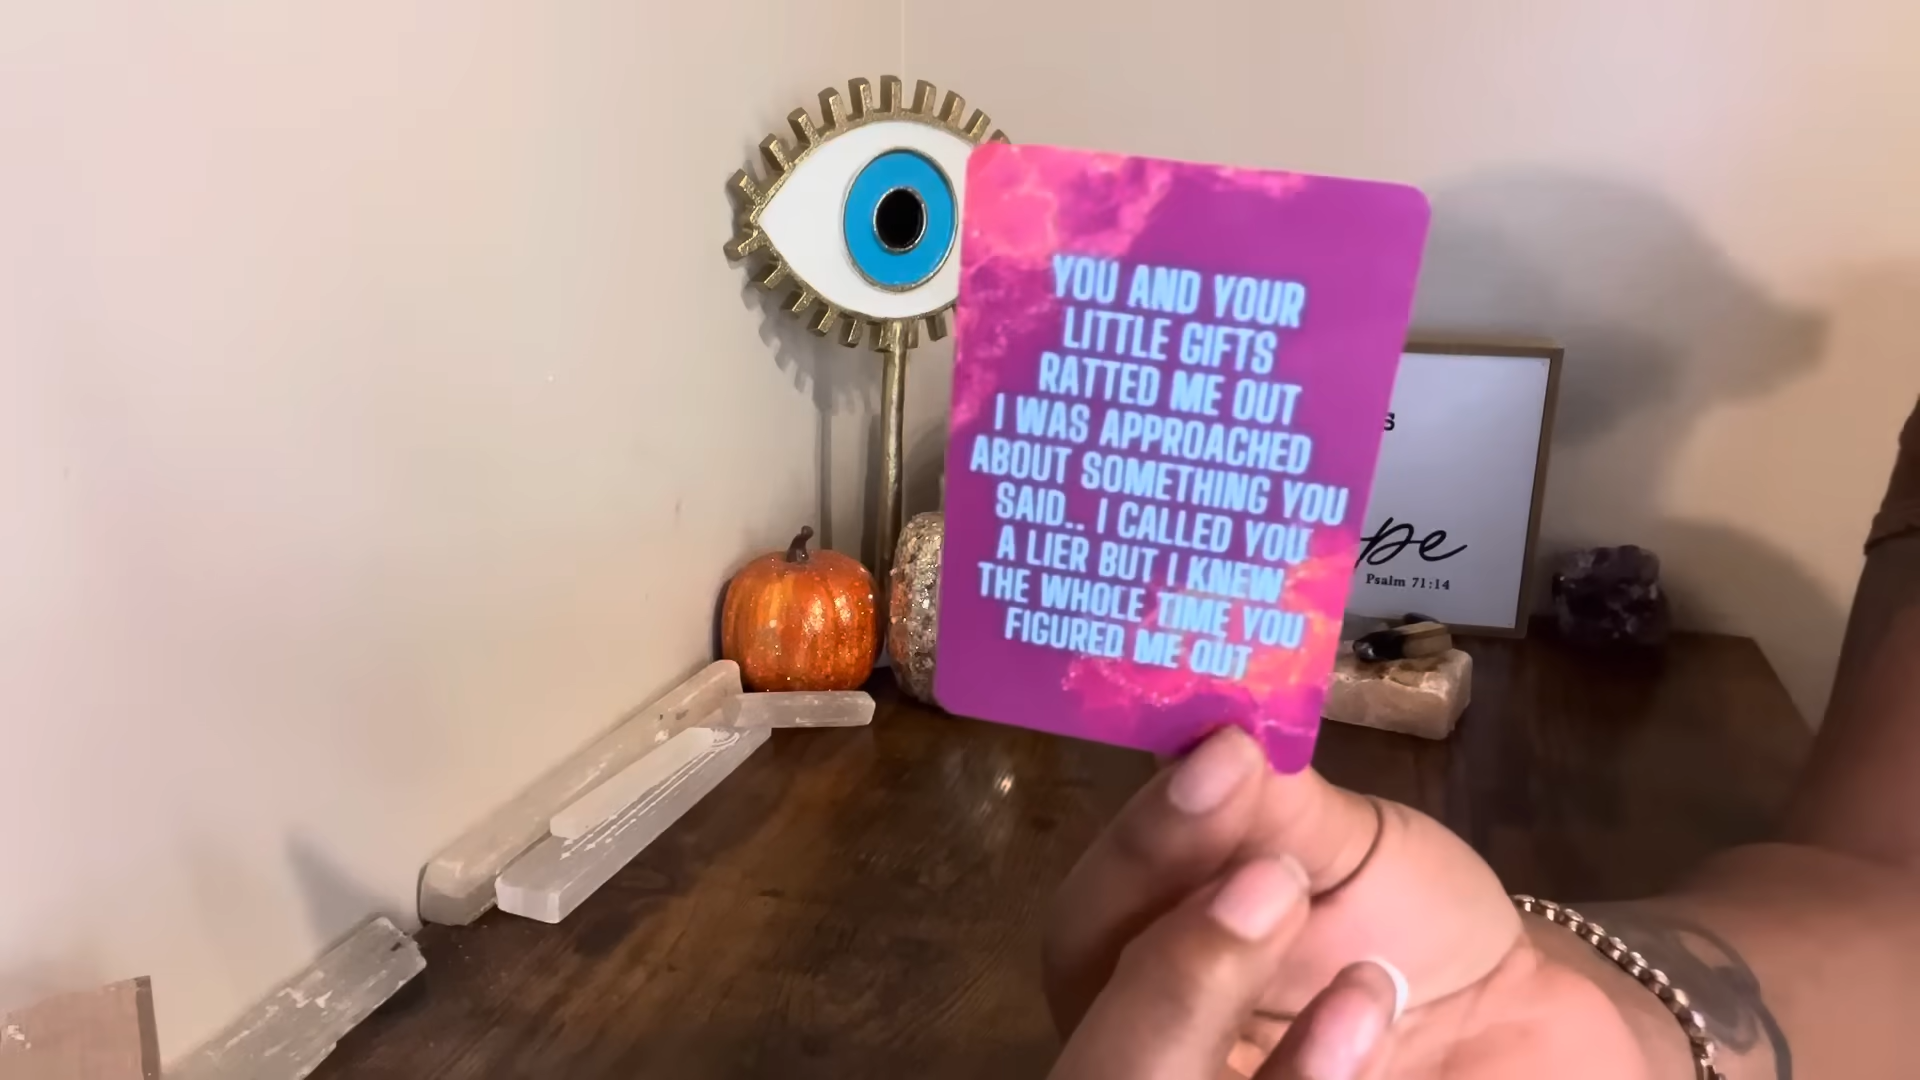 YOU AND YOUR
LITTLE GIFTS
RATTED ME OUT
I WAS APPROACHED
ABOUT SOMETHING YOU
SAID.. I CALLED YOU
A LIER BUT I KNEW
THE WHOLE TIME YOU
FIGURED ME OUT
s
pe
Psalm 71:14